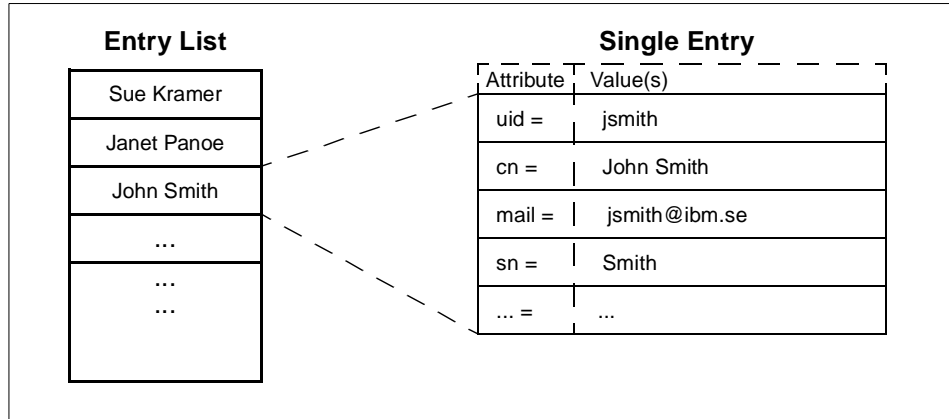 Entry List
Sue Kramer
Janet Panoe
John Smith
...
...
...
Single Entry
Attribute Value(s)
uid = jsmith
cn = John Smith
mail = jsmith@ibm.se
sn = Smith
... = ...